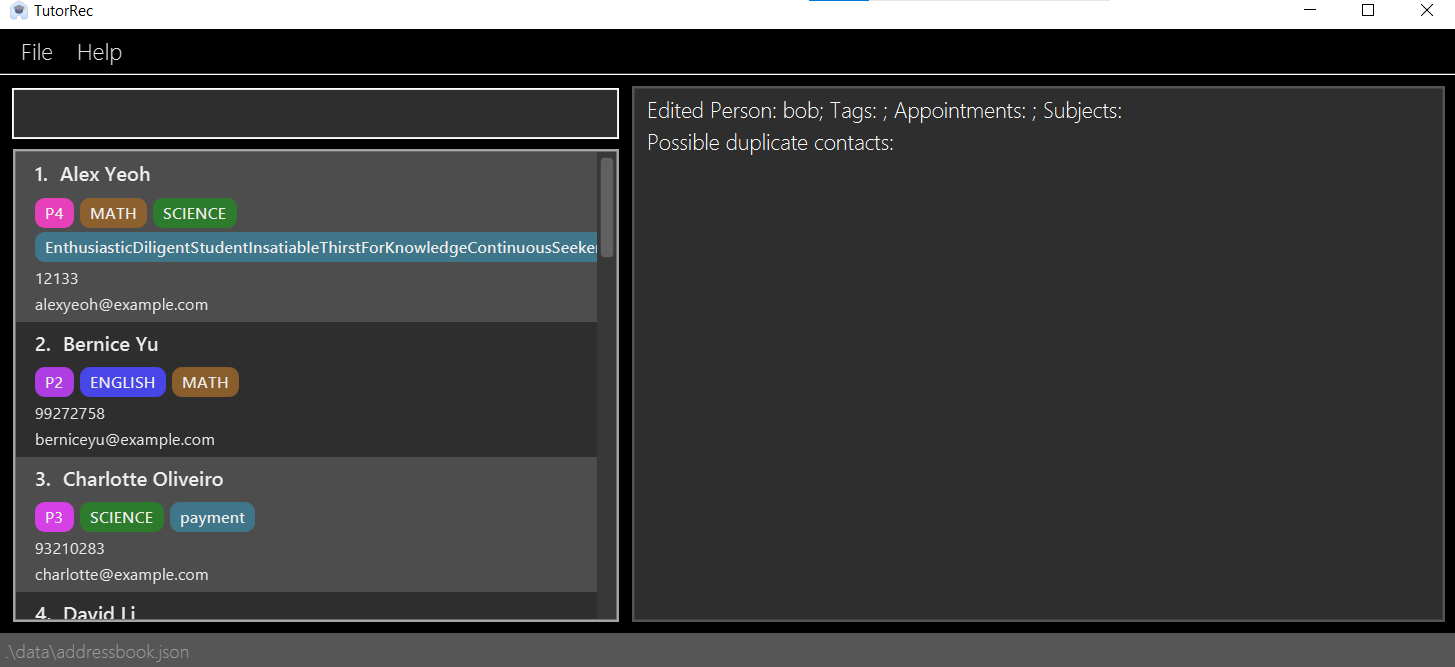 TutorRec
File Help
Edited Person: bob; Tags: ; Appointments: ; Subjects:
Possible duplicate contacts:
1. Alex Yeoh
P4 MATH SCIENCE
EnthusiasticDiligentStudentInsatiableThirstForKnowledgeContinuousSeeker
12133
alexyeoh@example.com
2. Bernice Yu
P2 ENGLISH MATH
99272758
berniceyu@example.com
3. Charlotte Oliveiro
P3 SCIENCE payment
93210283
charlotte@example.com
4. David Li
.\data\addressbook.json